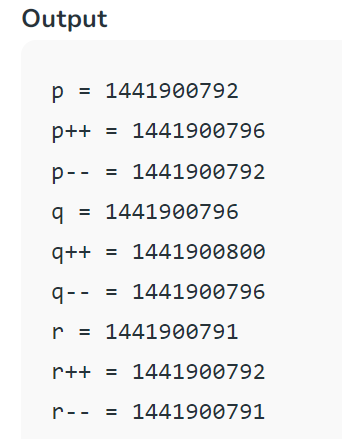 Output
p = 1441900792
p++ = 1441900796
p-- = 1441900792
q = 1441900796
q++ = 1441900800
q-- = 1441900796
r = 1441900791
r++ = 1441900792
r-- = 1441900791